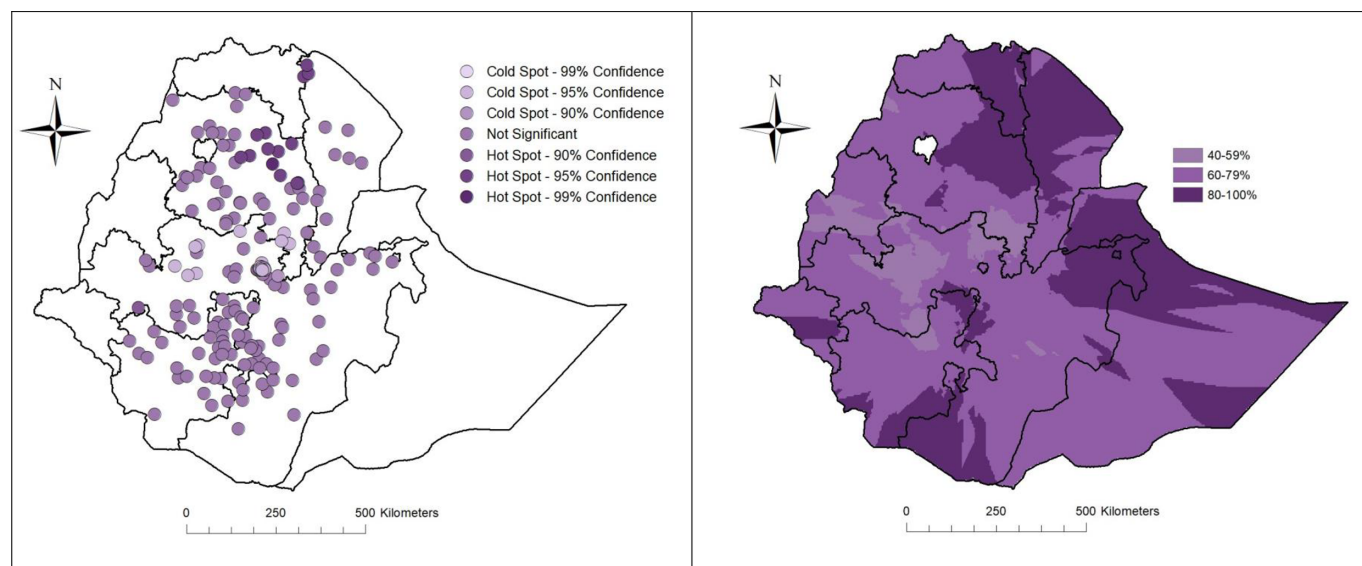 N
Cold Spot - 99% Confidence
Cold Spot - 95% Confidence
Cold Spot - 90% Confidence
Not Significant
Hot Spot - 90% Confidence
Hot Spot - 95% Confidence
Hot Spot - 99% Confidence
0 250 500 Kilometers
N
40-59%
60-79%
80-100%
0 250 500 Kilometers